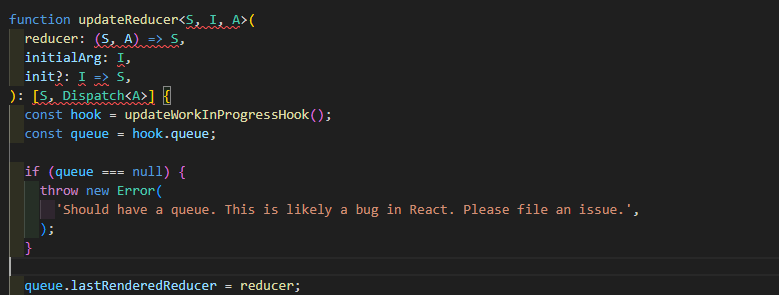 function updateReducer<S, I, A>(
  reducer: (S, A) => S,
  initialArg: I,
  init?: I => S,
): [S, Dispatch<A>] {
  const hook = updateWorkInProgressHook();
  const queue = hook.queue;

  if (queue === null) {
    throw new Error(
      'Should have a queue. This is likely a bug in React. Please file an issue.',
    );
  }

  queue.lastRenderedReducer = reducer;